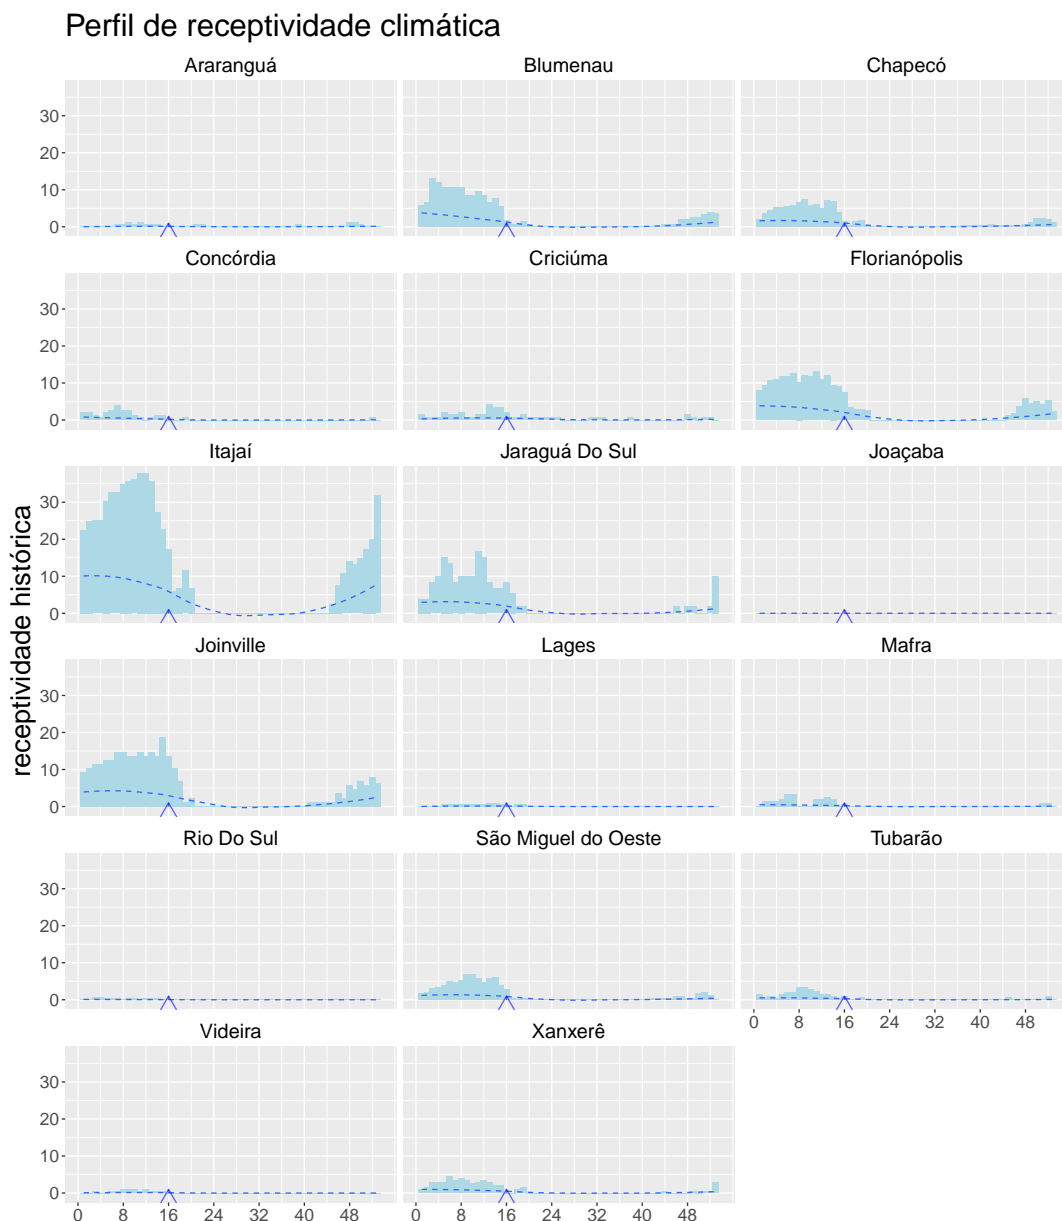 Perfil de receptividade climática
Araranguá Blumenau Chapecó
30
20
10
0
Concórdia Criciúma Florianópolis
30
20
10
0
Itajaí Jaraguá Do Sul Joaçaba
30
20
10
0
receptividade histórica
Joinville Lages Mafra
30
20
10
0
Rio Do Sul São Miguel do Oeste Tubarão
30
20
10
0
0 8 16 24 32 40 48
Videira Xanxerê
30
20
10
0
0 8 16 24 32 40 48 0 8 16 24 32 40 48